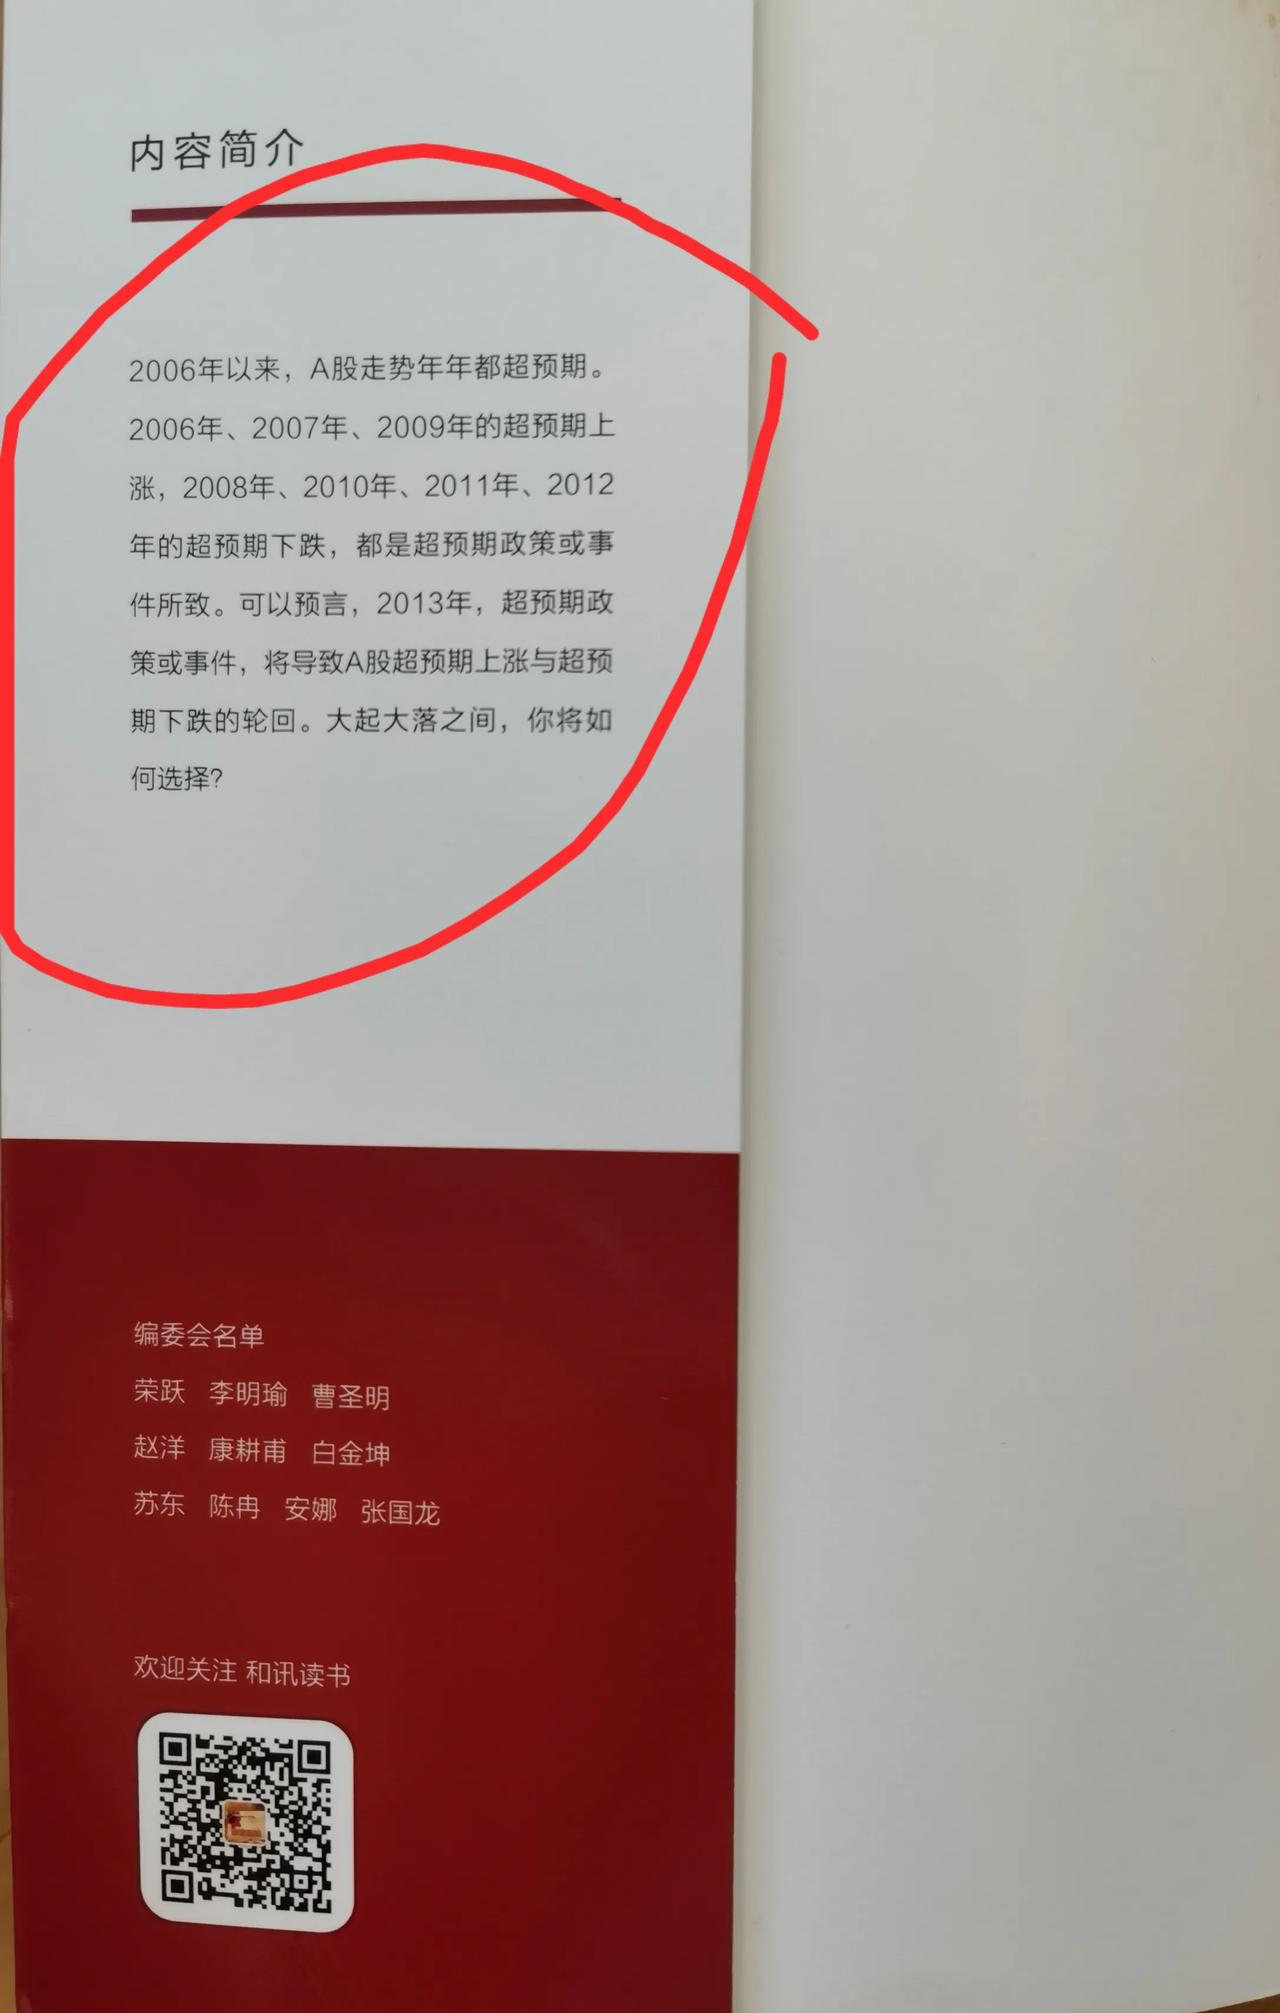 内容简介
2006年以来，A股走势年年都超预期。
2006年、2007年、2009年的超预期上
涨，2008年、2010年、2011年、2012
年的超预期下跌，都是超预期政策或事
件所致。可以预言，2013年，超预期政
策或事件，将导致A股超预期上涨与超预
期下跌的轮回。大起大落之间，你将如
何选择？
编委会名单
荣跃 李明瑜 曹圣明
赵洋 康耕甫 白金坤
苏东 陈冉 安娜 张国龙
欢迎关注 和讯读书